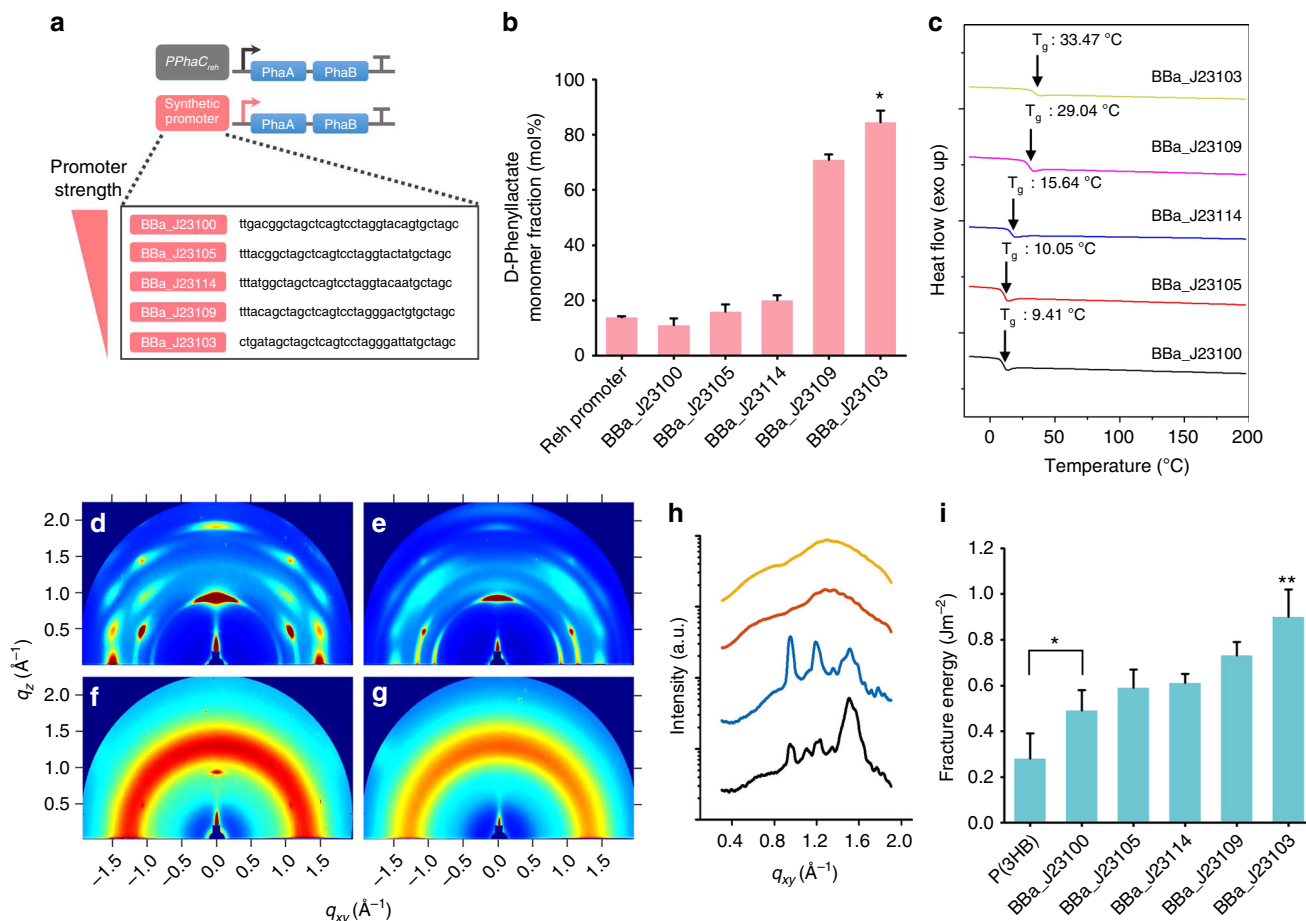 a
PPhaC reh
PhaA PhaB
Synthetic
promoter
PhaA PhaB
Promoter
strength
BBa_J23100 ttgacggctagctcagtcctaggtacagtgctagc
BBa_J23105 tttacggctagctcagtcctaggtactatgctagc
BBa_J23114 tttatggctagctcagtcctaggtacaatgctagc
BBa_J23109 tttacagctagctcagtcctagggactgtgctagc
BBa_J23103 ctgatagctagctcagtcctagggattatgctagc
b
D-Phenyllactate
monomer fraction (mol%)
100
80
60
40
20
0
*
Reh promoter
BBa_J23100
BBa_J23105
BBa_J23114
BBa_J23109
BBa_J23103
c
Heat flow (exo up)
Tg : 33.47 °C
BBa_J23103
Tg : 29.04 °C
BBa_J23109
Tg : 15.64 °C
BBa_J23114
Tg : 10.05 °C
BBa_J23105
Tg : 9.41 °C
BBa_J23100
0 50 100 150 200
Temperature (°C)
d
e
f
g
qz (Å⁻¹)
2.0
1.5
1.0
0.5
2.0
1.5
1.0
0.5
−1.5 −1.0 −0.5 0.0 0.5 1.0 1.5
−1.5 −1.0 −0.5 0.0 0.5 1.0 1.5
qxy (Å⁻¹)
h
Intensity (a.u.)
0.4 0.8 1.2 1.6 2.0
qxy (Å⁻¹)
i
Fracture energy (Jm⁻²)
1.2
1.0
0.8
0.6
0.4
0.2
0.0
*
**
P(3HB)
BBa_J23100
BBa_J23105
BBa_J23114
BBa_J23109
BBa_J23103